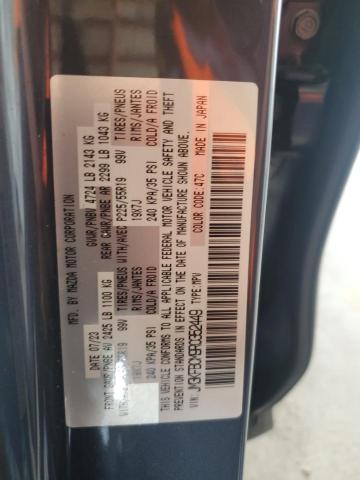 MFD. BY MAZDA MOTOR CORPORATION
DATE: 07/23 GVWR/PNBV 4724 LB 2143 KG
FRONT GAWR/PNBE AV 2425 LB 1100 KG REAR GAWR/PNBE AR 2299 LB 1043 KG
99V TIRES/PNEUS WITH/AVEC P225/55R19 99V TIRES/PNEUS
RIMS/JANTES 19X7J RIMS/JANTES
240 KPA/35 PSI COLD/A FROID 240 KPA/35 PSI COLD/A FROID
THIS VEHICLE CONFORMS TO ALL APPLICABLE FEDERAL MOTOR VEHICLE SAFETY AND THEFT
PREVENTION STANDARDS IN EFFECT ON THE DATE OF MANUFACTURE SHOWN ABOVE.
VIN: TYPE:MPV COLOR CODE: 47C MADE IN JAPAN